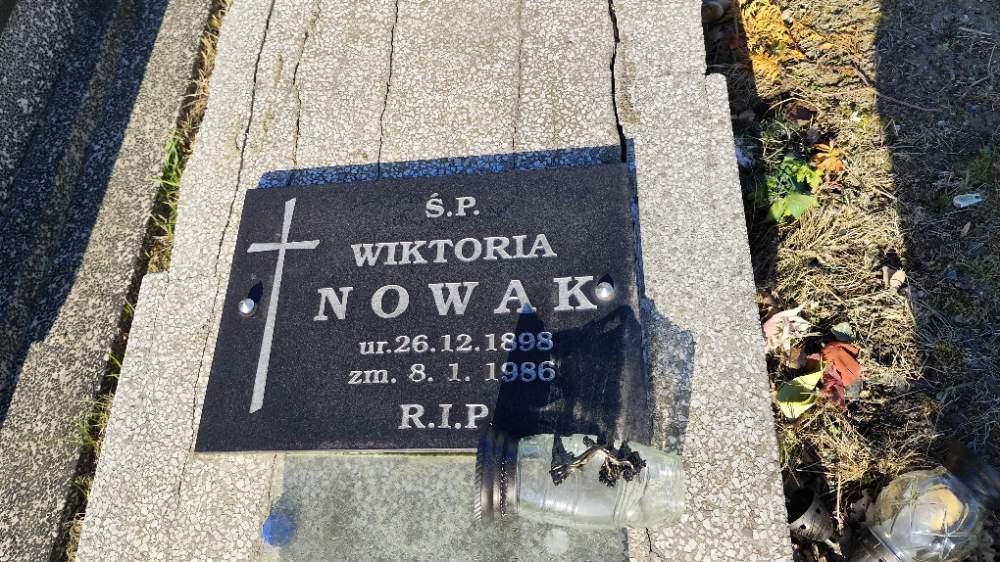 Ś.P.
WIKTORIA
NOWAK
ur. 26.12.1898
zm. 8. 1. 1986
R.I.P